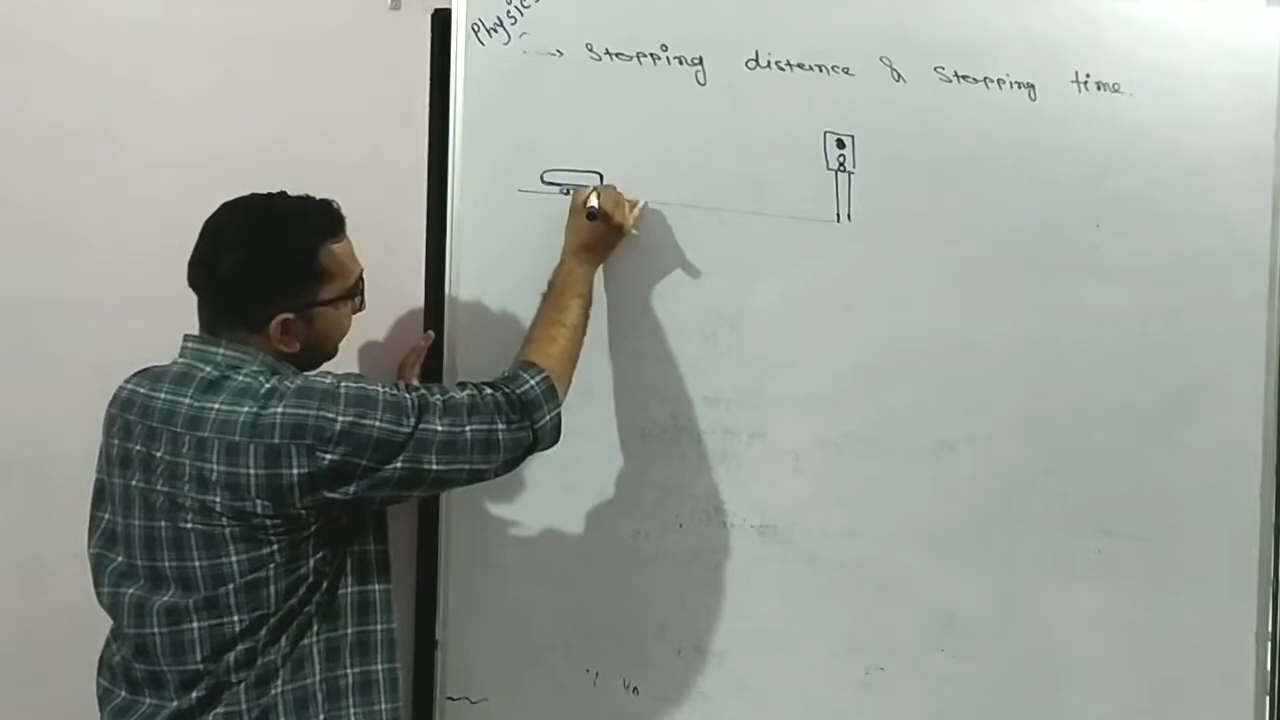 Physics
→ Stopping distance & Stopping time.